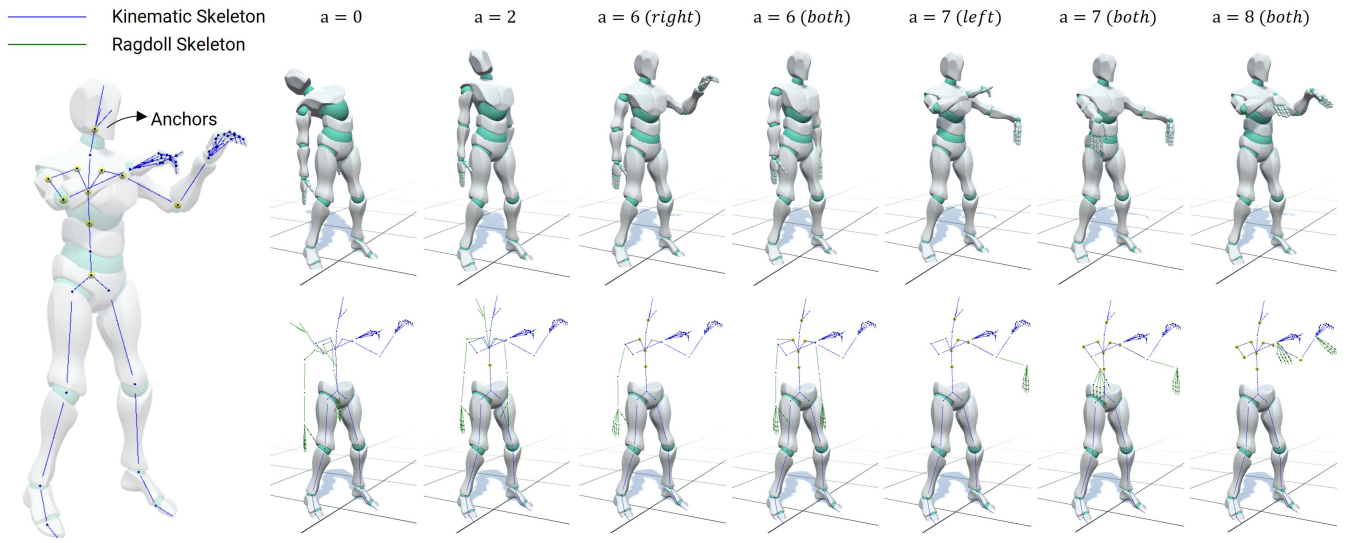 Kinematic Skeleton
Ragdoll Skeleton
Anchors
a = 0
a = 2
a = 6 (right)
a = 6 (both)
a = 7 (left)
a = 7 (both)
a = 8 (both)